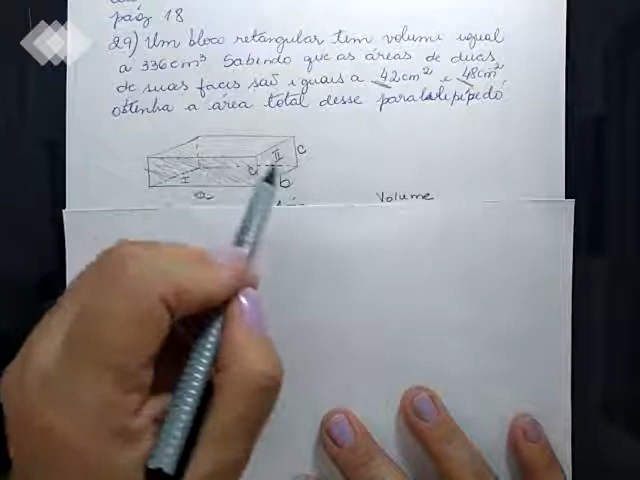 pág 18
29) Um bloco retangular tem volume igual
a 336cm³ Sabendo que as áreas de duas
de suas faces são iguais a 42cm² e 48cm²,
obtenha a área total desse paralelepípedo
I II c
c
a b
Volume